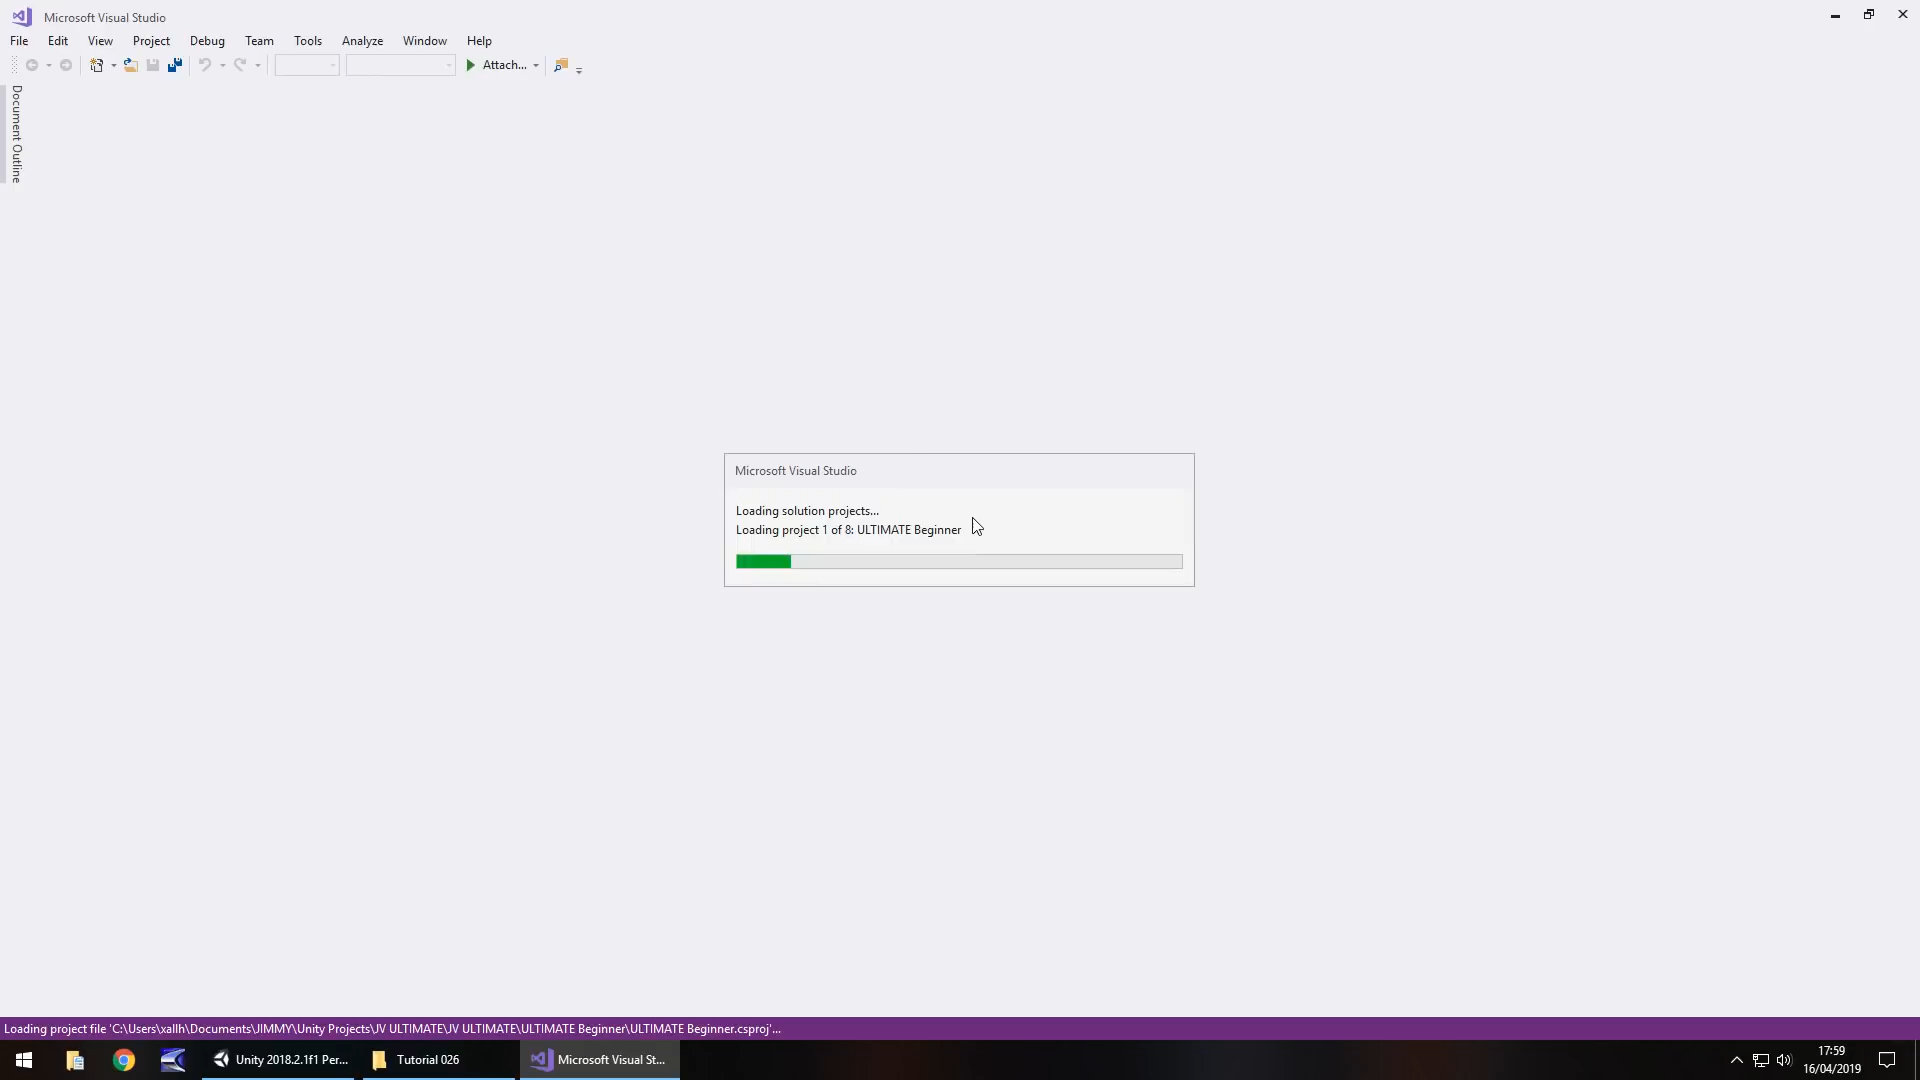 Microsoft Visual Studio
File Edit View Project Debug Team Tools Analyze Window Help
Attach...
Document Outline
Microsoft Visual Studio
Loading solution projects...
Loading project 1 of 8: ULTIMATE Beginner
Loading project file 'C:\Users\xallh\Documents\JIMMY\Unity Projects\JV ULTIMATE\JV ULTIMATE\ULTIMATE Beginner\ULTIMATE Beginner.csproj'...
Unity 2018.2.1f1 Per... Tutorial 026 Microsoft Visual St... 17:59
16/04/2019